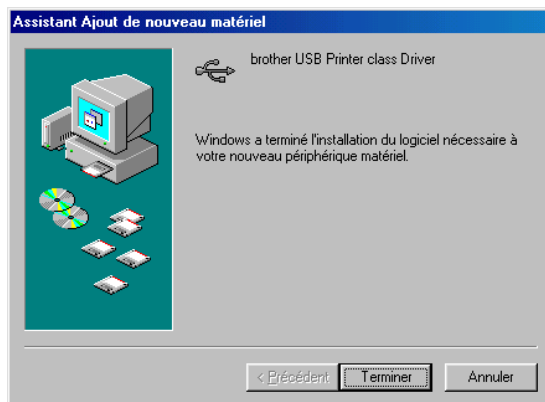 Assistant Ajout de nouveau matériel
brother USB Printer class Driver
Windows a terminé l'installation du logiciel nécessaire à
votre nouveau périphérique matériel.
< Précédent
Terminer
Annuler